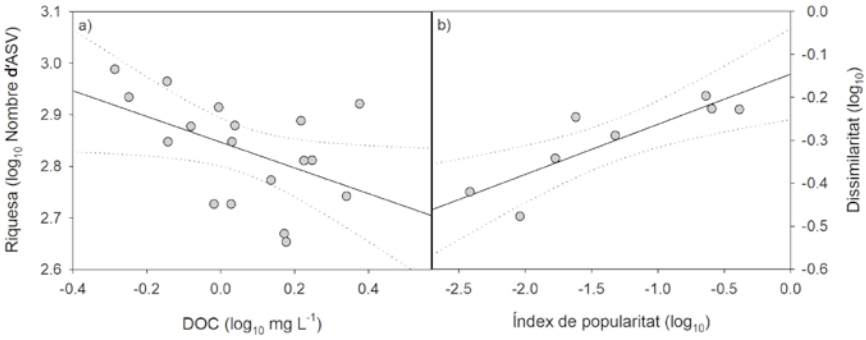 a)
Riquesa (log10 Nombre d'ASV)
3.1
3.0
2.9
2.8
2.7
2.6
-0.4 -0.2 0.0 0.2 0.4
DOC (log10 mg L-1)
b)
0.0
-0.1
-0.2
-0.3
-0.4
-0.5
-0.6
Dissimilaritat (log10)
-2.5 -2.0 -1.5 -1.0 -0.5 0.0
Índex de popularitat (log10)